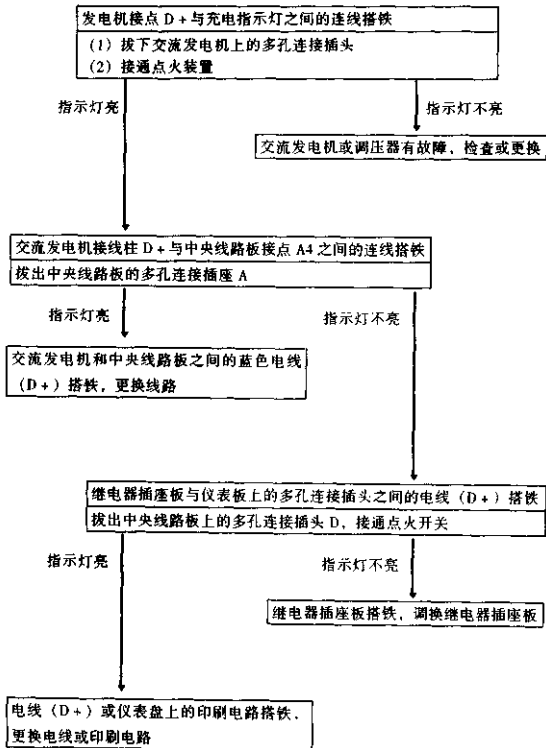 发电机接点 D + 与充电指示灯之间的连线搭铁
(1) 拔下交流发电机上的多孔连接插头
(2) 接通点火装置
指示灯亮
指示灯不亮
交流发电机或调压器有故障，检查或更换
交流发电机接线柱 D + 与中央线路板接点 A4 之间的连线搭铁
拔出中央线路板的多孔连接插座 A
指示灯亮
指示灯不亮
交流发电机和中央线路板之间的蓝色电线
(D + ) 搭铁，更换线路
继电器插座板与仪表板上的多孔连接插头之间的电线 (D + ) 搭铁
拔出中央线路板上的多孔连接插头 D，接通点火开关
指示灯亮
指示灯不亮
继电器插座板搭铁，调换继电器插座板
电线 (D + ) 或仪表盘上的印刷电路搭铁，
更换电线或印刷电路